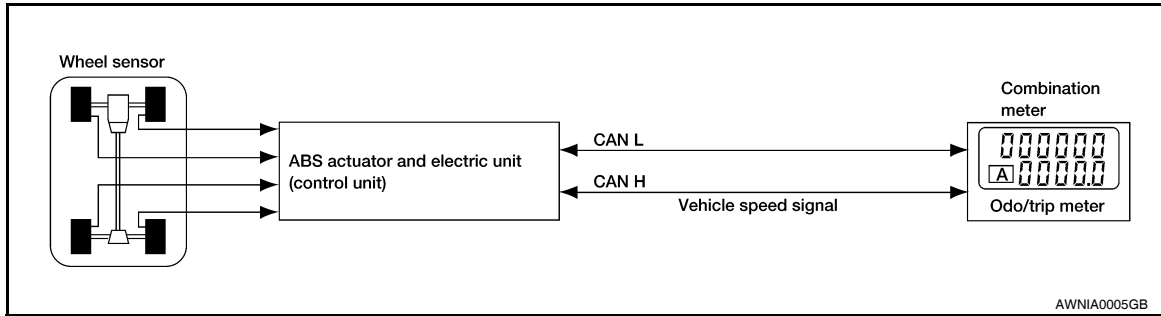 Wheel sensor
ABS actuator and electric unit
(control unit)
CAN L
CAN H
Vehicle speed signal
Combination
meter
000000
A 0000.0
Odo/trip meter
AWNIA0005GB